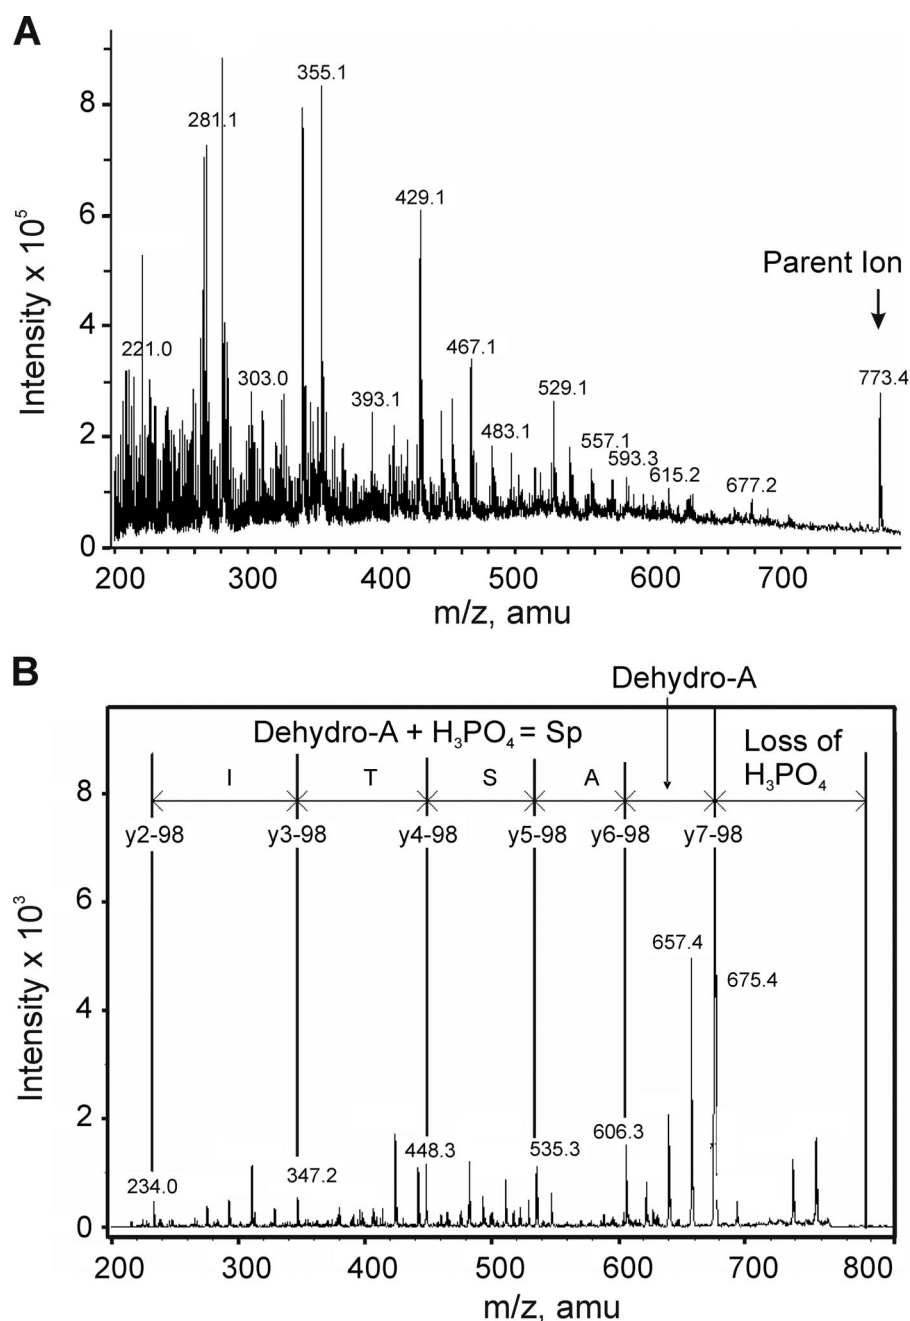 A
Intensity x 10⁵
8
6
4
2
0
281.1
355.1
429.1
221.0
303.0
393.1
467.1
483.1
529.1
557.1
593.3
615.2
677.2
Parent Ion
773.4
200 300 400 500 600 700
m/z, amu
B
Dehydro-A
Dehydro-A + H₃PO₄ = Sp
Loss of
H₃PO₄
I T S A
y2-98 y3-98 y4-98 y5-98 y6-98 y7-98
Intensity x 10³
8
6
4
2
0
657.4
675.4
606.3
535.3
448.3
347.2
234.0
200 300 400 500 600 700 800
m/z, amu